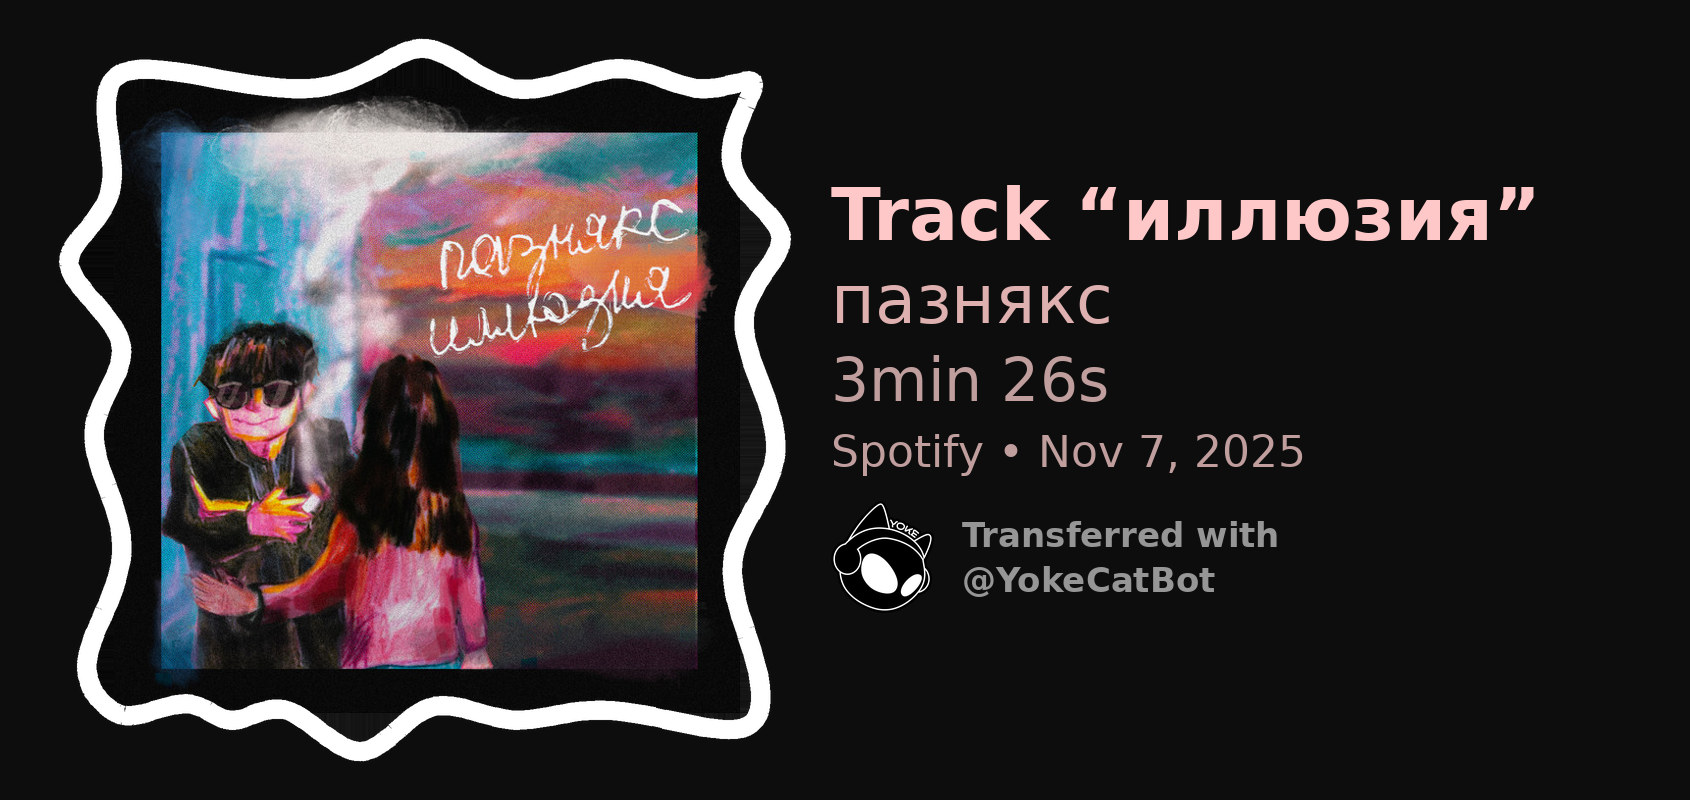 пазнякс
иллюзия
Track “иллюзия”
пазнякс
3min 26s
Spotify • Nov 7, 2025
YOKE
Transferred with
@YokeCatBot